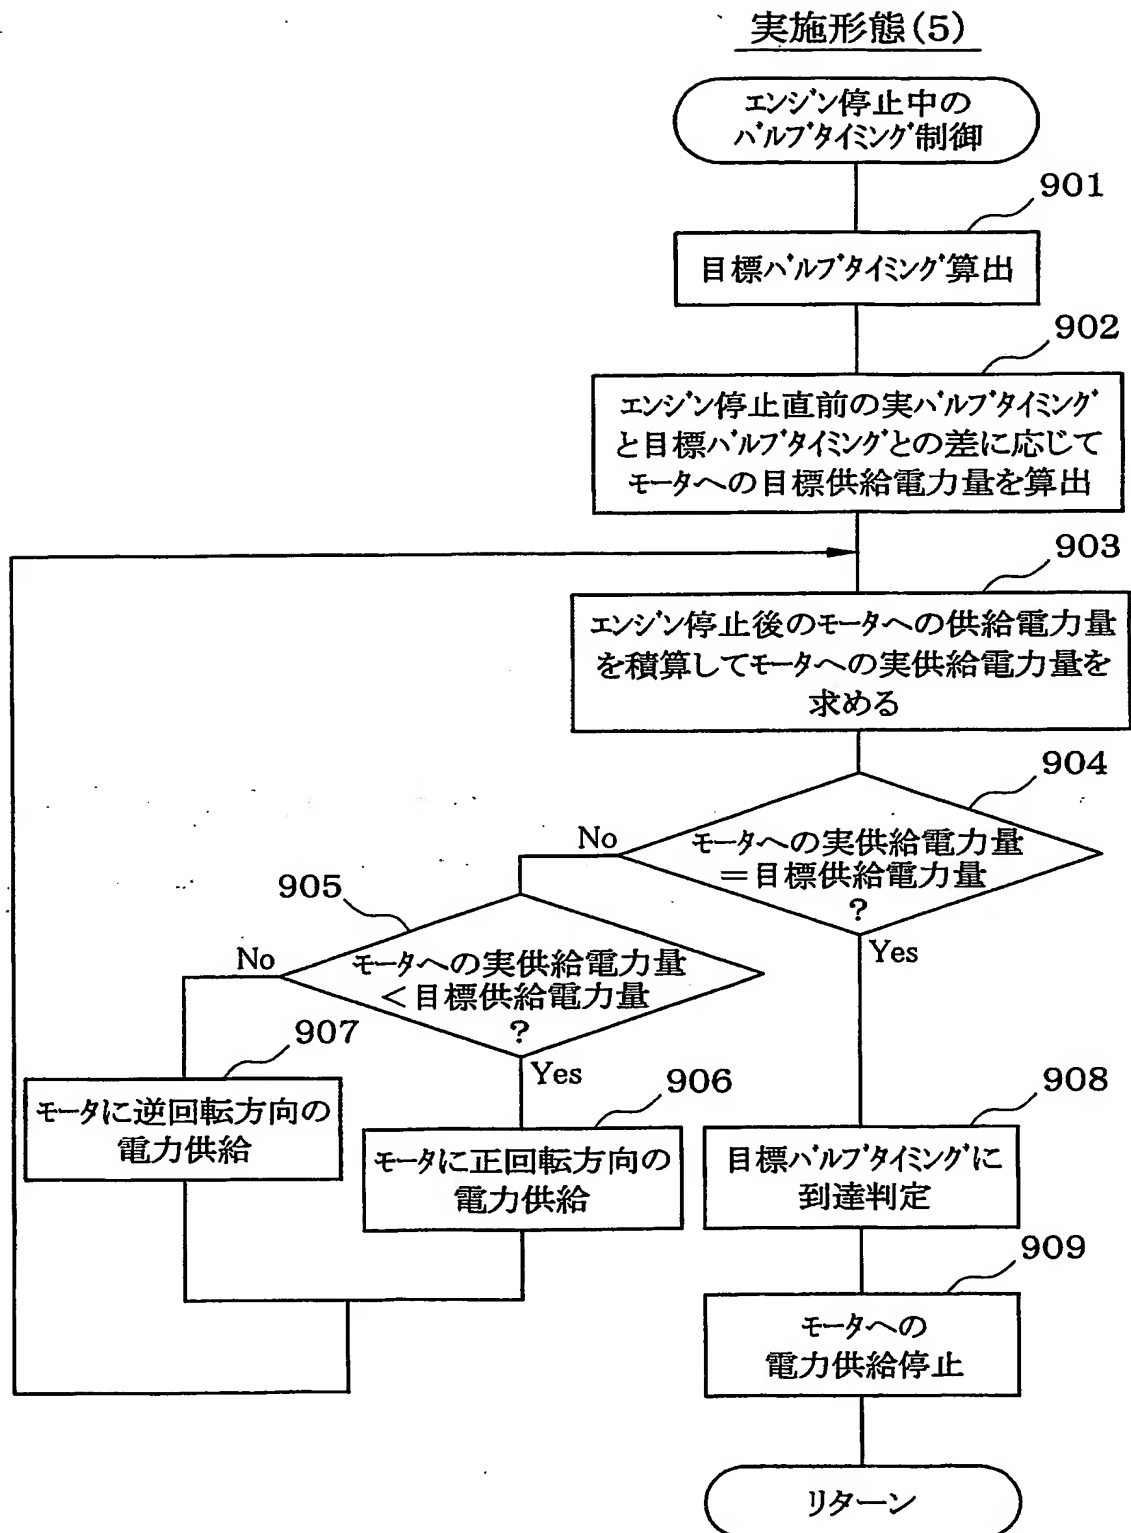 実施形態(5)
エンジン停止中の
バルブタイミング制御
901
目標バルブタイミング算出
902
エンジン停止直前の実バルブタイミング
と目標バルブタイミングとの差に応じて
モータへの目標供給電力量を算出
903
エンジン停止後のモータへの供給電力量
を積算してモータへの実供給電力量を
求める
904
モータへの実供給電力量
=目標供給電力量
?
No
Yes
905
モータへの実供給電力量
<目標供給電力量
?
No
Yes
907
モータに逆回転方向の
電力供給
906
モータに正回転方向の
電力供給
908
目標バルブタイミングに
到達判定
909
モータへの
電力供給停止
リターン